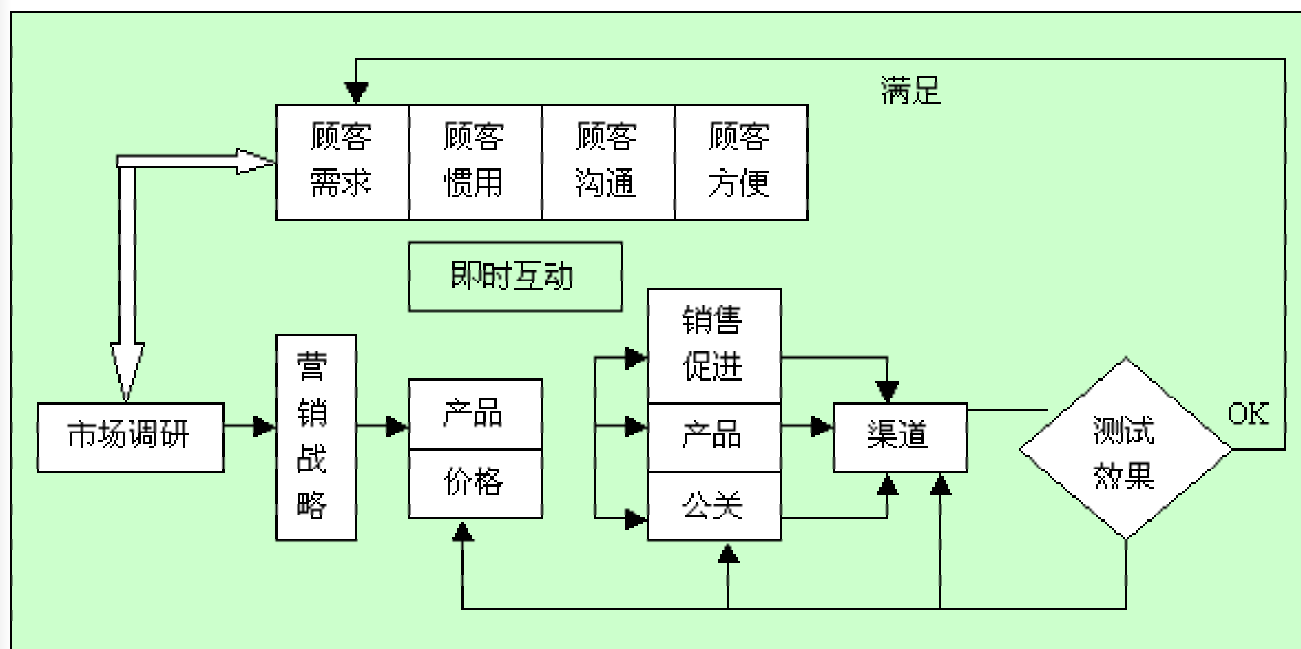 满足
顾客 顾客 顾客 顾客
需求 惯用 沟通 方便
即时互动
销售
促进
营
销
战
略
产品
价格
市场调研
产品
公关
渠道
测试
效果
OK